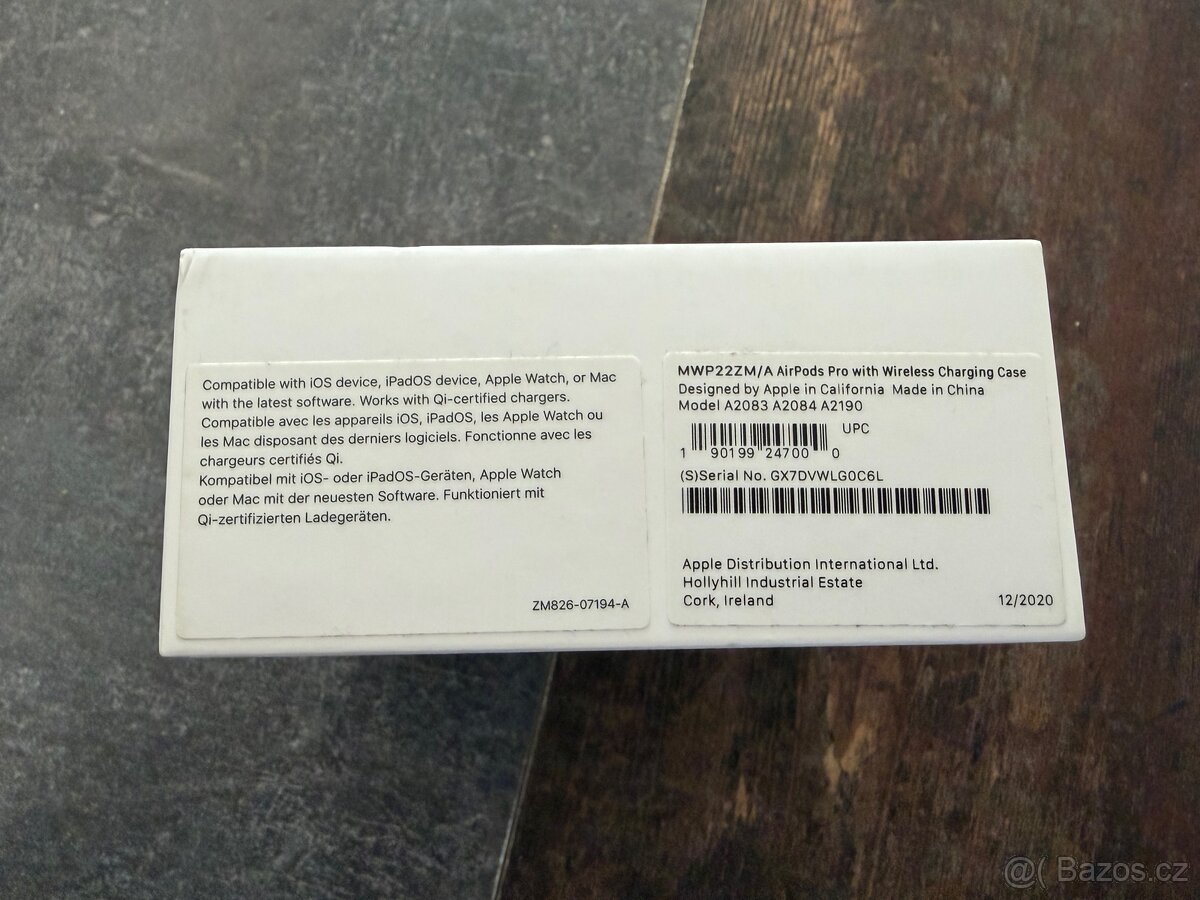 Compatible with iOS device, iPadOS device, Apple Watch, or Mac
with the latest software. Works with Qi-certified chargers.
Compatible avec les appareils iOS, iPadOS, les Apple Watch ou
les Mac disposant des derniers logiciels. Fonctionne avec les
chargeurs certifiés Qi.
Kompatibel mit iOS- oder iPadOS-Geräten, Apple Watch
oder Mac mit der neuesten Software. Funktioniert mit
Qi-zertifizierten Ladegeräten.
ZM826-07194-A
MWP22ZM/A AirPods Pro with Wireless Charging Case
Designed by Apple in California Made in China
Model A2083 A2084 A2190
UPC
1 90199 24700 0
(S)Serial No. GX7DVWLG0C6L
Apple Distribution International Ltd.
Hollyhill Industrial Estate
Cork, Ireland
12/2020
@( Bazos.cz